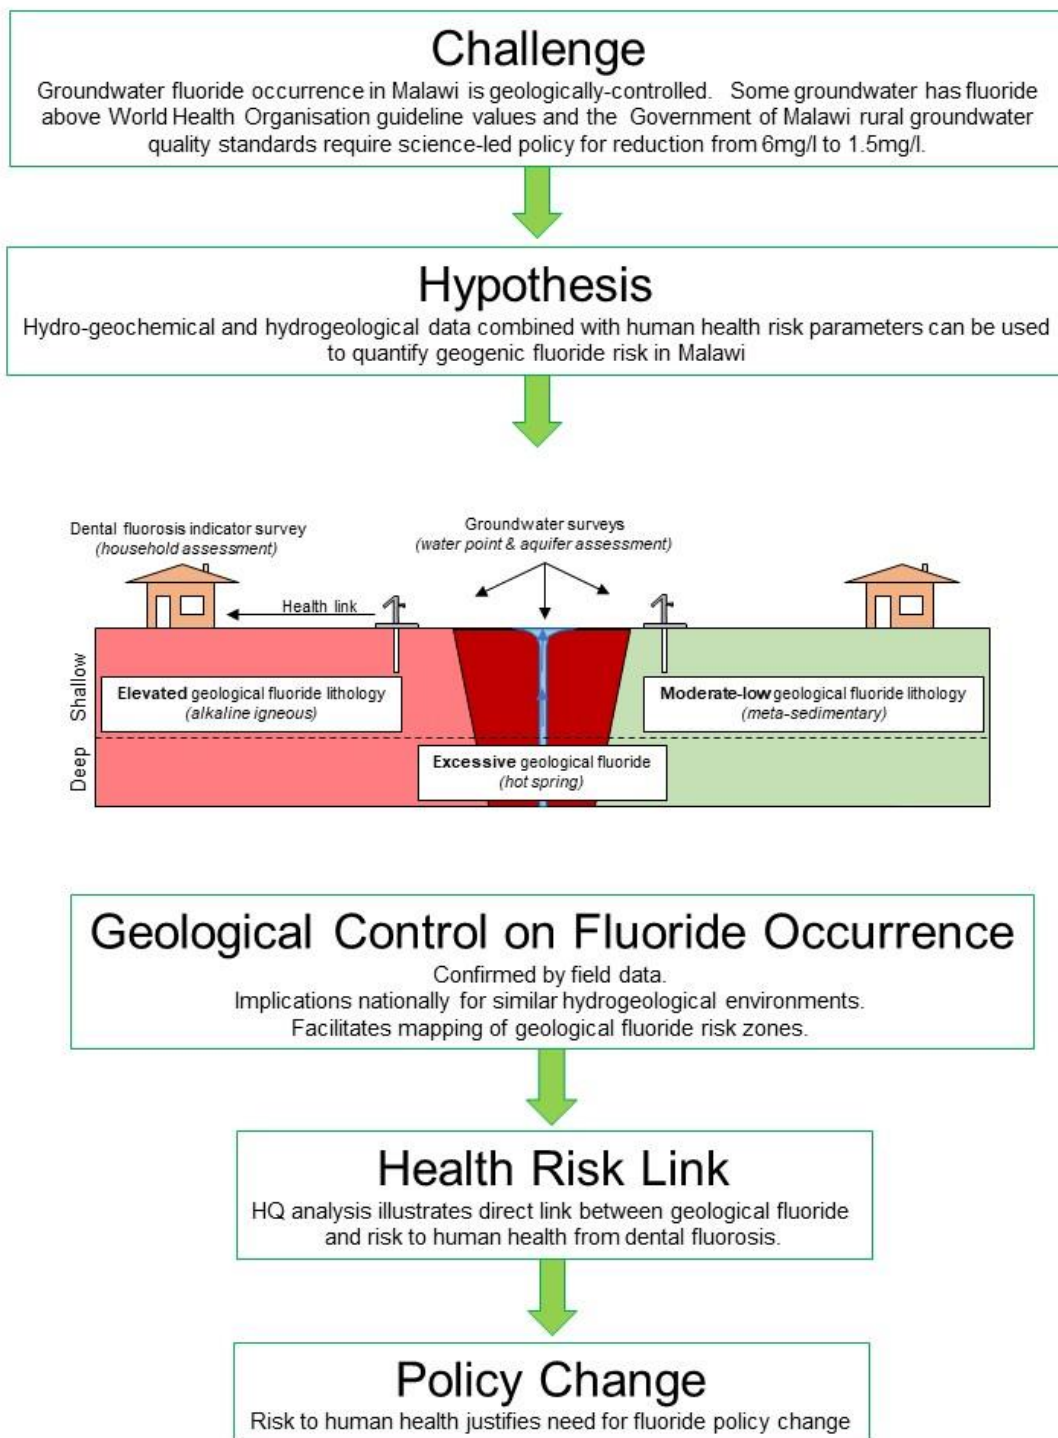 Challenge
Groundwater fluoride occurrence in Malawi is geologically-controlled. Some groundwater has fluoride
above World Health Organisation guideline values and the Government of Malawi rural groundwater
quality standards require science-led policy for reduction from 6mg/l to 1.5mg/l.
Hypothesis
Hydro-geochemical and hydrogeological data combined with human health risk parameters can be used
to quantify geogenic fluoride risk in Malawi
Dental fluorosis indicator survey
(household assessment)
Groundwater surveys
(water point & aquifer assessment)
Health link
Shallow
Elevated geological fluoride lithology
(alkaline igneous)
Moderate-low geological fluoride lithology
(meta-sedimentary)
Deep
Excessive geological fluoride
(hot spring)
Geological Control on Fluoride Occurrence
Confirmed by field data.
Implications nationally for similar hydrogeological environments.
Facilitates mapping of geological fluoride risk zones.
Health Risk Link
HQ analysis illustrates direct link between geological fluoride
and risk to human health from dental fluorosis.
Policy Change
Risk to human health justifies need for fluoride policy change